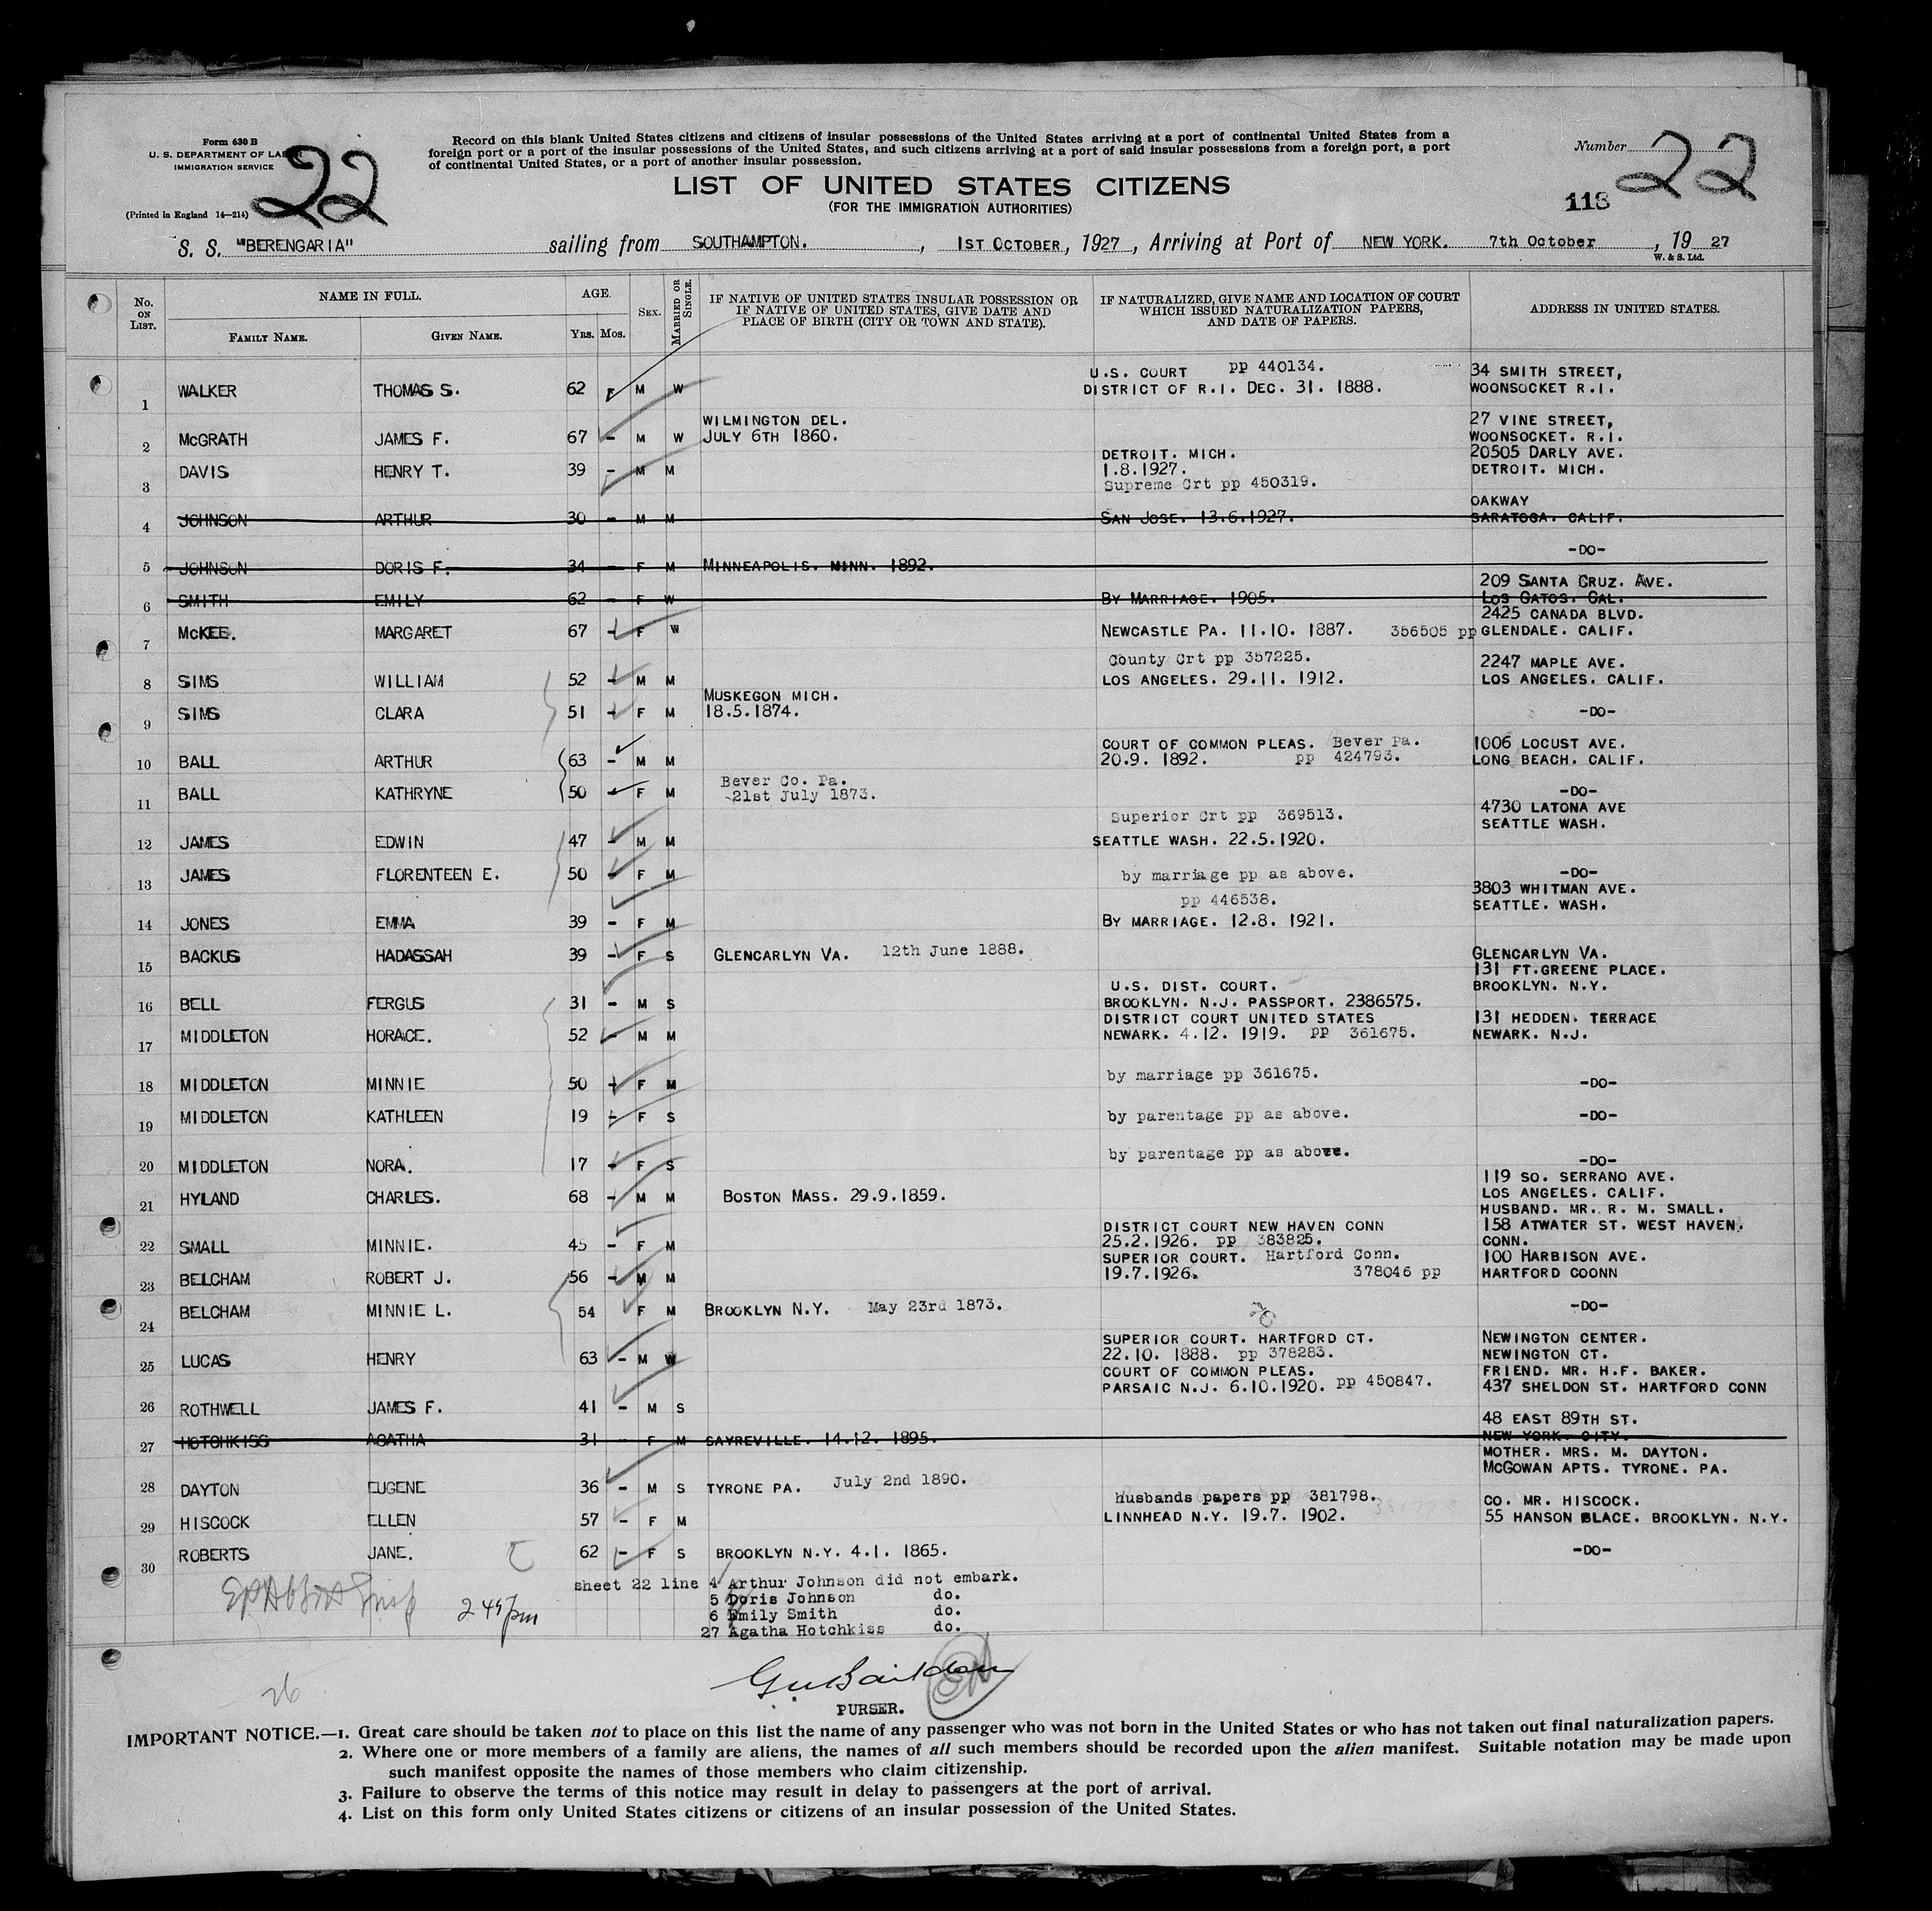 Form 630 B
U. S. DEPARTMENT OF LABOR
IMMIGRATION SERVICE
(Printed in England 14—214)
22
Record on this blank United States citizens and citizens of insular possessions of the United States arriving at a port of continental United States from a
foreign port or a port of the insular possessions of the United States, and such citizens arriving at a port of said insular possessions from a foreign port, a port
of continental United States, or a port of another insular possession.
LIST OF UNITED STATES CITIZENS
(FOR THE IMMIGRATION AUTHORITIES)
Number 22
118
S. S. "BERENGARIA" sailing from SOUTHAMPTON. , 1ST OCTOBER, 1927, Arriving at Port of NEW YORK. 7th October , 19 27
W. & S. Ltd.
No. ON LIST. NAME IN FULL. AGE. SEX. MARRIED OR SINGLE. IF NATIVE OF UNITED STATES INSULAR POSSESSION OR IF NATIVE OF UNITED STATES, GIVE DATE AND PLACE OF BIRTH (CITY OR TOWN AND STATE). IF NATURALIZED, GIVE NAME AND LOCATION OF COURT WHICH ISSUED NATURALIZATION PAPERS, AND DATE OF PAPERS. ADDRESS IN UNITED STATES.
FAMILY NAME. GIVEN NAME. YRS. MOS.
1 WALKER THOMAS S. 62 M W U.S. COURT pp 440134. DISTRICT OF R.I. DEC. 31. 1888. 34 SMITH STREET, WOONSOCKET R.I.
2 McGRATH JAMES F. 67 - M W WILMINGTON DEL. JULY 6TH 1860. 27 VINE STREET, WOONSOCKET. R.I.
3 DAVIS HENRY T. 39 - M M DETROIT. MICH. 1.8.1927. Supreme Crt pp 450319. 20505 DARLY AVE. DETROIT. MICH.
4 JOHNSON ARTHUR 30 - M M SAN JOSE. 13.6.1927. OAKWAY SARATOGA. CALIF.
5 JOHNSON DORIS F. 34 - F M MINNEAPOLIS. MINN. 1892. -DO-
6 SMITH EMILY 62 - F W BY MARRIAGE. 1905. 209 SANTA CRUZ. AVE. LOS GATOS. CAL.
7 McKEE. MARGARET 67 - F W NEWCASTLE PA. 11.10. 1887. 356505 pp 2425 CANADA BLVD. GLENDALE. CALIF.
8 SIMS WILLIAM 52 - M M County Crt pp 357225. LOS ANGELES. 29.11. 1912. 2247 MAPLE AVE. LOS ANGELES. CALIF.
9 SIMS CLARA 51 - F M MUSKEGON MICH. 18.5.1874. -DO-
10 BALL ARTHUR 63 - M M COURT OF COMMON PLEAS. Bever Pa. 20.9. 1892. pp 424793. 1006 LOCUST AVE. LONG BEACH. CALIF.
11 BALL KATHRYNE 50 - F M Bever Co. Pa. 21st July 1873. -DO-
12 JAMES EDWIN 47 - M M Superior Crt pp 369513. SEATTLE WASH. 22.5.1920. 4730 LATONA AVE SEATTLE WASH.
13 JAMES FLORENTEEN E. 50 - F M by marriage pp as above. -DO-
14 JONES EMMA 39 - F M pp 446538. BY MARRIAGE. 12.8. 1921. 3803 WHITMAN AVE. SEATTLE. WASH.
15 BACKUS HADASSAH 39 - F S GLENCARLYN VA. 12th June 1888. GLENCARLYN VA.
16 BELL FERGUS 31 - M S U.S. DIST. COURT. BROOKLYN. N.J. PASSPORT. 2386575. 131 FT.GREENE PLACE. BROOKLYN. N.Y.
17 MIDDLETON HORACE. 52 - M M DISTRICT COURT UNITED STATES NEWARK. 4.12. 1919. pp 361675. 131 HEDDEN. TERRACE NEWARK. N.J.
18 MIDDLETON MINNIE 50 - F M by marriage pp 361675. -DO-
19 MIDDLETON KATHLEEN 19 - F S by parentage pp as above. -DO-
20 MIDDLETON NORA. 17 - F S by parentage pp as above. -DO-
21 HYLAND CHARLES. 68 - M M BOSTON MASS. 29.9.1859. 119 SO. SERRANO AVE. LOS ANGELES. CALIF.
22 SMALL MINNIE. 45 - F M DISTRICT COURT NEW HAVEN CONN 25.2.1926. pp 383825. HUSBAND. MR. R. M. SMALL. 158 ATWATER ST. WEST HAVEN. CONN.
23 BELCHAM ROBERT J. 56 - M M SUPERIOR COURT. Hartford Conn. 19.7.1926. 378046 pp 100 HARBISON AVE. HARTFORD COONN
24 BELCHAM MINNIE L. 54 F M BROOKLYN N.Y. May 23rd 1873. -DO-
25 LUCAS HENRY 63 - M W SUPERIOR COURT. HARTFORD CT. 22.10. 1888. pp 378283. NEWINGTON CENTER. NEWINGTON CT.
26 ROTHWELL JAMES F. 41 - M S COURT OF COMMON PLEAS. PARSAIC N.J. 6.10.1920. pp 450847. FRIEND. MR. H.F. BAKER. 437 SHELDON ST. HARTFORD CONN
27 HOTCHKISS AGATHA 31 - F M SAYREVILLE. 14.12. 1895. 48 EAST 89TH ST. NEW YORK. CITY.
28 DAYTON EUGENE 36 - M S TYRONE PA. July 2nd 1890. MOTHER. MRS. M. DAYTON. McGOWAN APTS. TYRONE. PA.
29 HISCOCK ELLEN 57 - F M husbands papers pp 381798. LINNHEAD N.Y. 19.7. 1902. CO. MR. HISCOCK. 55 HANSON BLACE. BROOKLYN. N.Y.
30 ROBERTS JANE. 62 - F S BROOKLYN N.Y. 4.1. 1865. -DO-
sheet 22 line 4 Arthur Johnson did not embark.
5 Doris Johnson do.
6 Emily Smith do.
27 Agatha Hotchkiss do.
2 45 pm
26
PURSER.
IMPORTANT NOTICE.—1. Great care should be taken not to place on this list the name of any passenger who was not born in the United States or who has not taken out final naturalization papers.
2. Where one or more members of a family are aliens, the names of all such members should be recorded upon the alien manifest. Suitable notation may be made upon
such manifest opposite the names of those members who claim citizenship.
3. Failure to observe the terms of this notice may result in delay to passengers at the port of arrival.
4. List on this form only United States citizens or citizens of an insular possession of the United States.